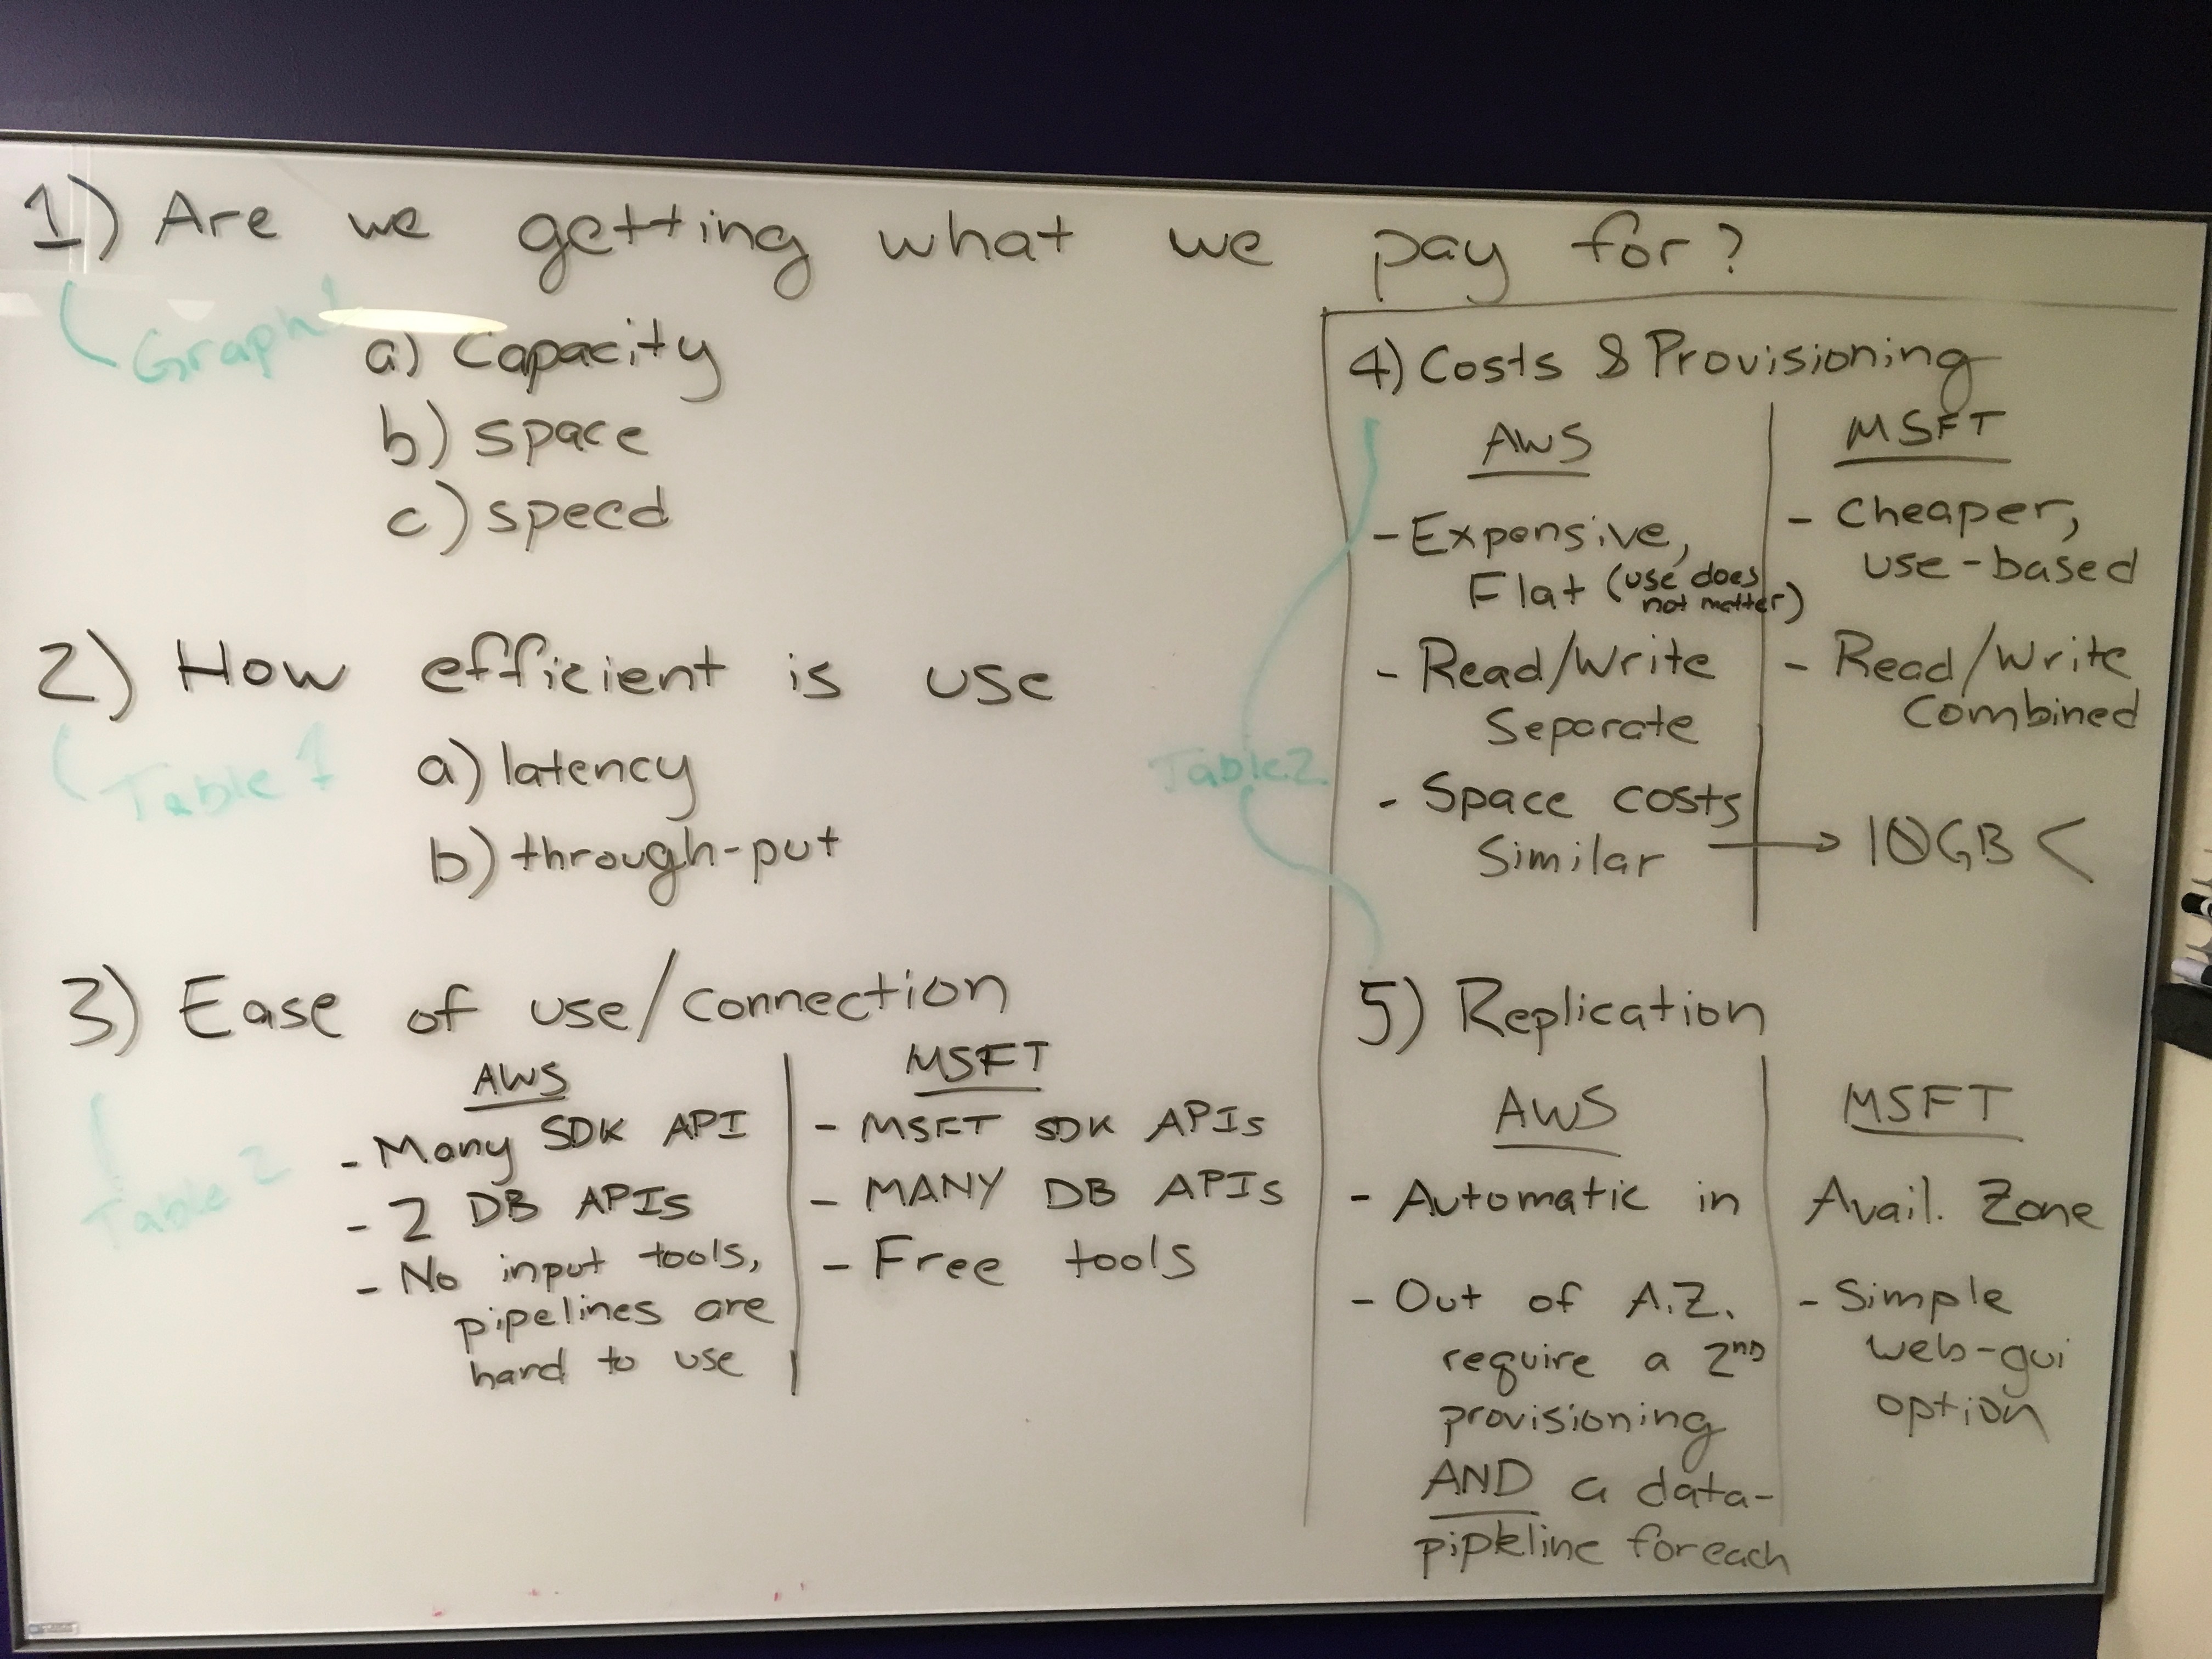 1) Are we getting what we pay for?
Graph 1
a) Capacity
b) space
c) speed
2) How efficient is use
Table 1
a) latency
b) through-put
3) Ease of use/connection
Table 2
AWS
- Many SDK API
- 2 DB APIs
- No input tools,
pipelines are
hard to use
MSFT
- MSFT SDK APIs
- MANY DB APIs
- Free tools
Table 2
4) Costs & Provisioning
AWS
- Expensive,
Flat (use does
not matter)
- Read/Write
Separate
- Space costs
Similar → 10GB <
MSFT
- Cheaper,
use-based
- Read/Write
Combined
5) Replication
AWS
MSFT
- Automatic in Avail. Zone
- Out of A.Z.
require a 2nd
provisioning
AND a data-
pipeline foreach
- Simple
web-gui
option